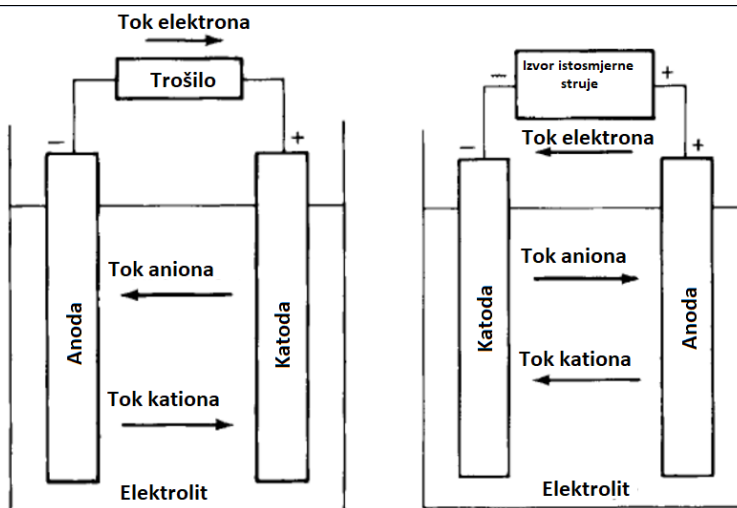 Tok elektrona
Trošilo
−
+
Tok aniona
Anoda
Katoda
Tok kationa
Elektrolit
Izvor istosmjerne
struje
−
+
Tok elektrona
−
+
Tok aniona
Katoda
Anoda
Tok kationa
Elektrolit